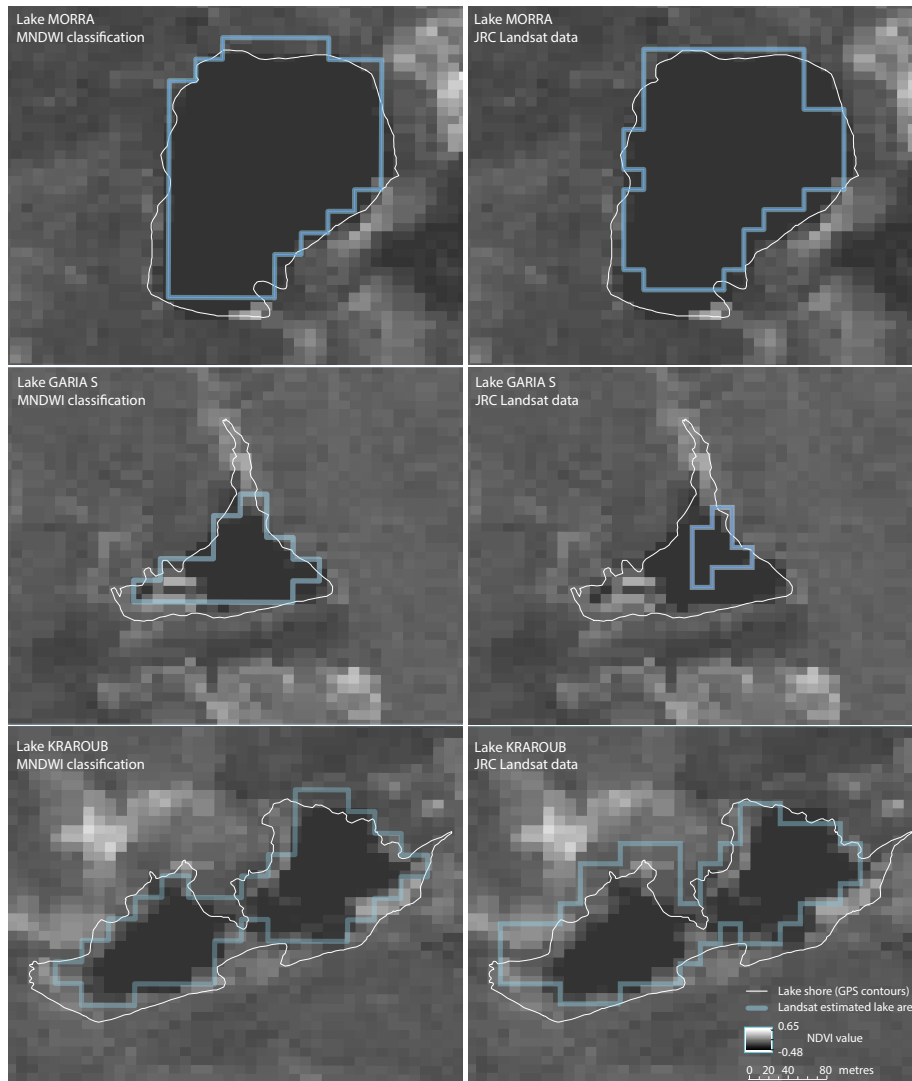 Lake MORRA
MNDWI classification
Lake MORRA
JRC Landsat data
Lake GARIA S
MNDWI classification
Lake GARIA S
JRC Landsat data
Lake KRAROUB
MNDWI classification
Lake KRAROUB
JRC Landsat data
Lake shore (GPS contours)
Landsat estimated lake are
0.65
NDVI value
-0.48
0 20 40 80 metres